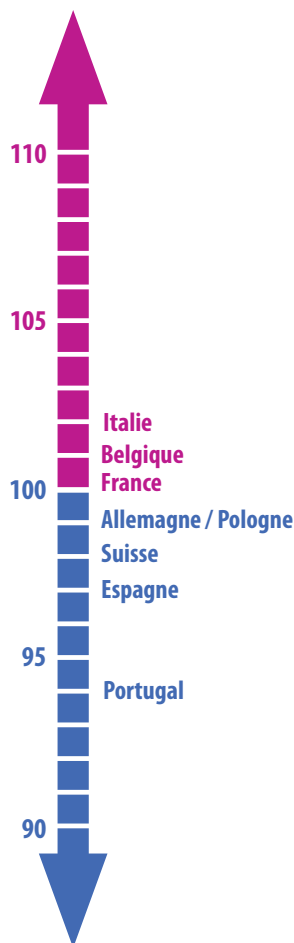 110
105
Italie
Belgique
France
100
Allemagne / Pologne
Suisse
Espagne
95
Portugal
90